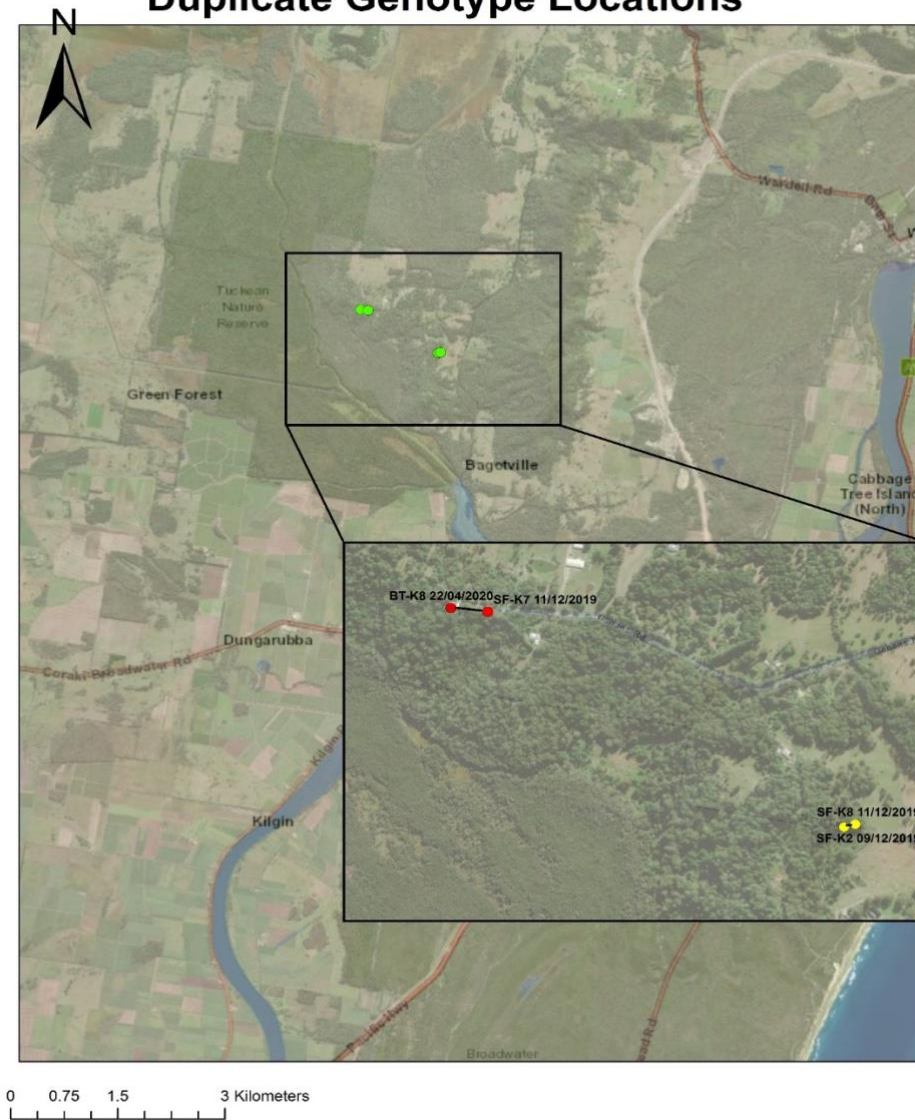 Duplicate Genotype Locations
N
Wardell Rd
Tuckean
Nature
Reserve
Green Forest
Bagotville
Cabbage
Tree Islan
(North)
BT-K8 22/04/2020
SF-K7 11/12/2019
Dungarubba
Coraki Broadwater Rd
SF-K8 11/12/2019
SF-K2 09/12/2019
Kilgin
Broadwater
0 0.75 1.5 3 Kilometers